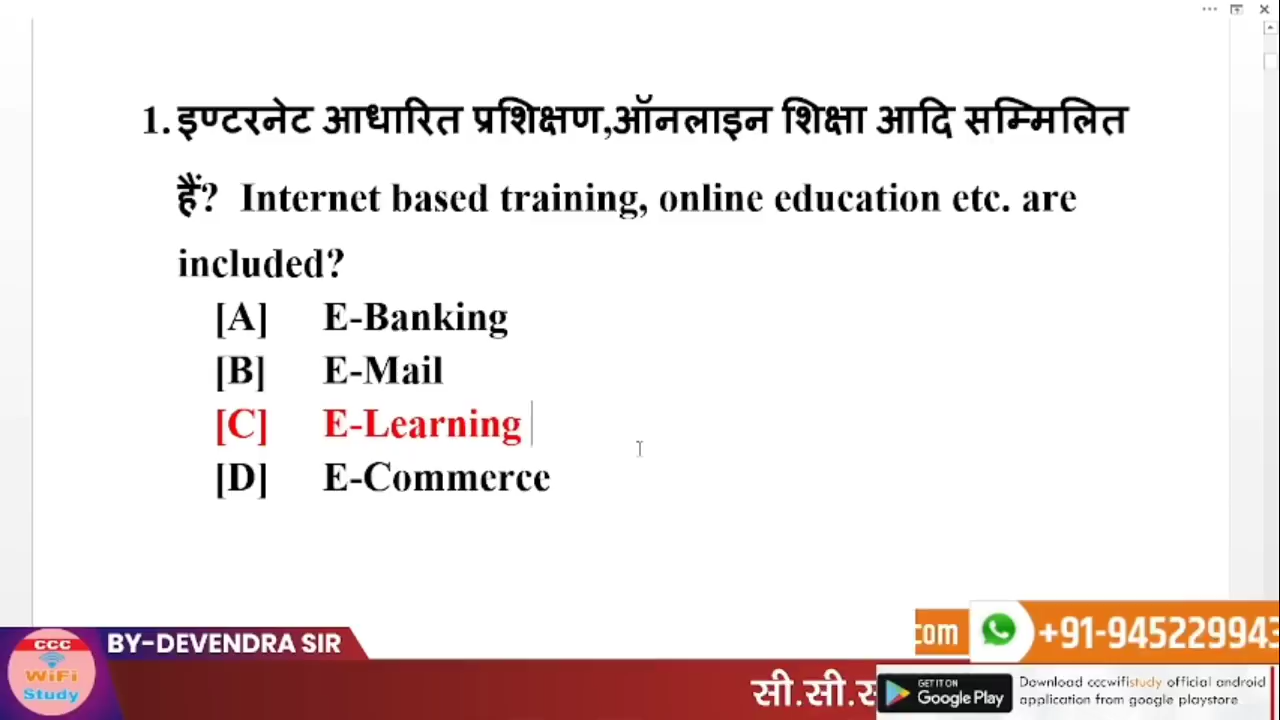 1. इण्टरनेट आधारित प्रशिक्षण,ऑनलाइन शिक्षा आदि सम्मिलित
हैं? Internet based training, online education etc. are
included?
[A] E-Banking
[B] E-Mail
[C] E-Learning
[D] E-Commerce
BY-DEVENDRA SIR
com +91-945229943
CCC
WiFi
Study
सी.सी.स
GET IT ON
Google Play
Download cccwifistudy official android
application from google playstore